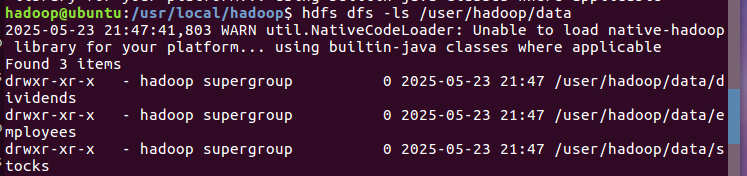 hadoop@ubuntu:/usr/local/hadoop$ hdfs dfs -ls /user/hadoop/data
2025-05-23 21:47:41,803 WARN util.NativeCodeLoader: Unable to load native-hadoop
 library for your platform... using builtin-java classes where applicable
Found 3 items
drwxr-xr-x   - hadoop supergroup          0 2025-05-23 21:47 /user/hadoop/data/d
ividends
drwxr-xr-x   - hadoop supergroup          0 2025-05-23 21:47 /user/hadoop/data/e
mployees
drwxr-xr-x   - hadoop supergroup          0 2025-05-23 21:47 /user/hadoop/data/s
tocks